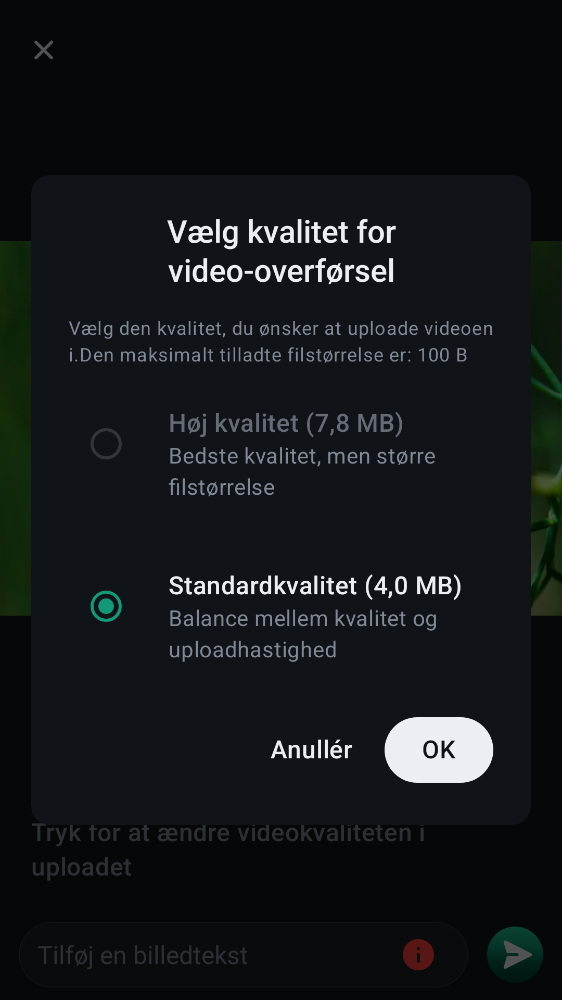 Vælg kvalitet for
video-overførsel
Vælg den kvalitet, du ønsker at uploade videoen
i.Den maksimalt tilladte filstørrelse er: 100 B
Høj kvalitet (7,8 MB)
Bedste kvalitet, men større
filstørrelse
Standardkvalitet (4,0 MB)
Balance mellem kvalitet og
uploadhastighed
Anullér
OK
Tryk for at ændre videokvaliteten i
uploadet
Tilføj en billedtekst